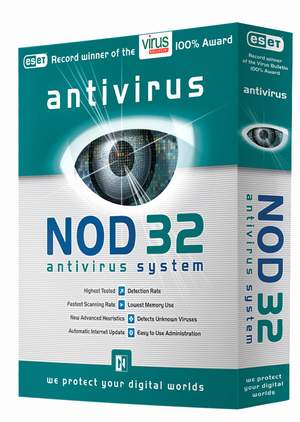 eseT
Record winner of the virus BULLETIN 100% Award
antivirus
NOD 32
antivirus system
Highest Tested Detection Rate
Fastest Scanning Rate Lowest Memory Use
New Advanced Heuristics Detects Unknown Viruses
Automatic Internet Update Easy to Use Administration
we protect your digital worlds
eseT
Record winner
of the Virus Bulletin
100% Award
antivirus
NOD 32
antivirus system
we protect your
digital worlds